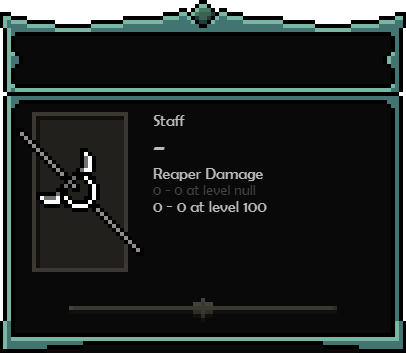 Staff
–
Reaper Damage
0 - 0 at level null
0 - 0 at level 100